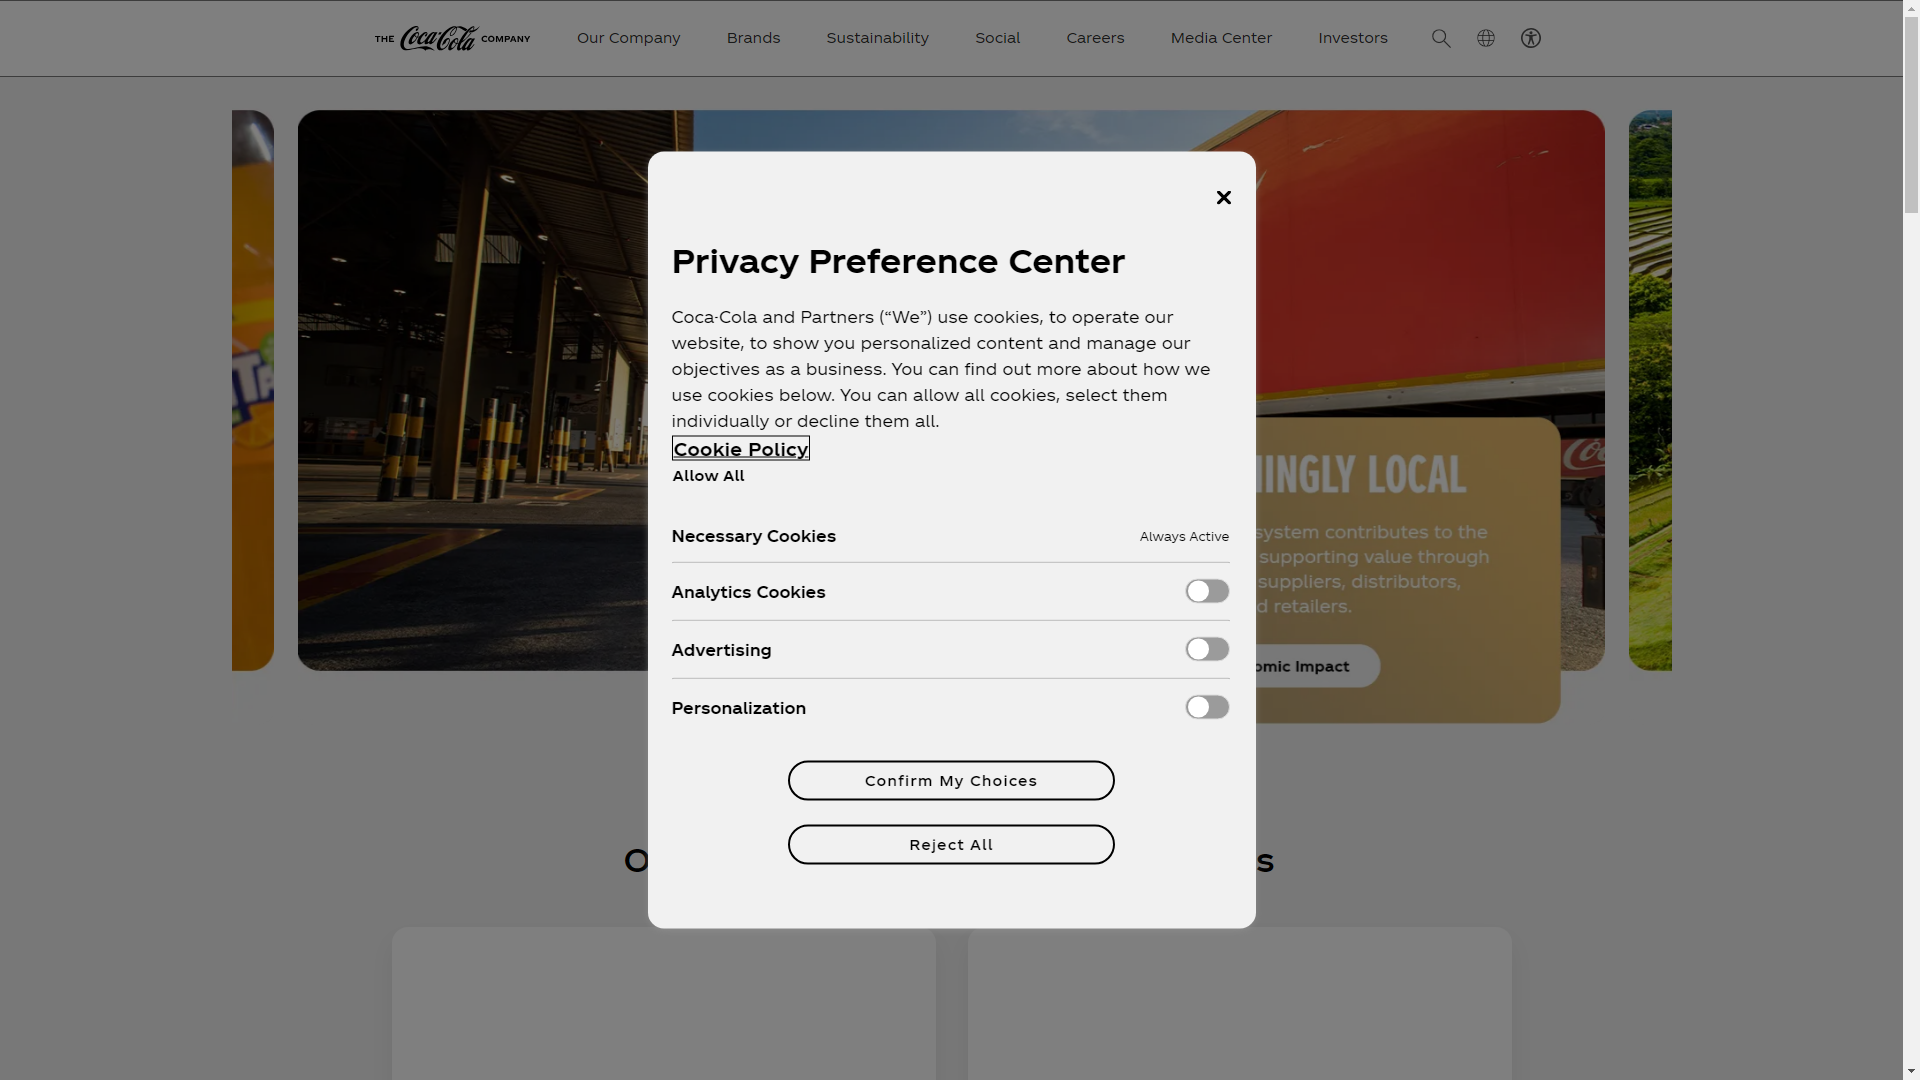 THE Coca-Cola COMPANY
Our Company
Brands
Sustainability
Social
Careers
Media Center
Investors
Privacy Preference Center
Coca-Cola and Partners (“We”) use cookies, to operate our
website, to show you personalized content and manage our
objectives as a business. You can find out more about how we
use cookies below. You can allow all cookies, select them
individually or decline them all.
Cookie Policy
Allow All
Necessary Cookies
Always Active
Analytics Cookies
Advertising
Personalization
Confirm My Choices
Reject All
INGLY LOCAL
system contributes to the
supporting value through
suppliers, distributors,
retailers.
Impact